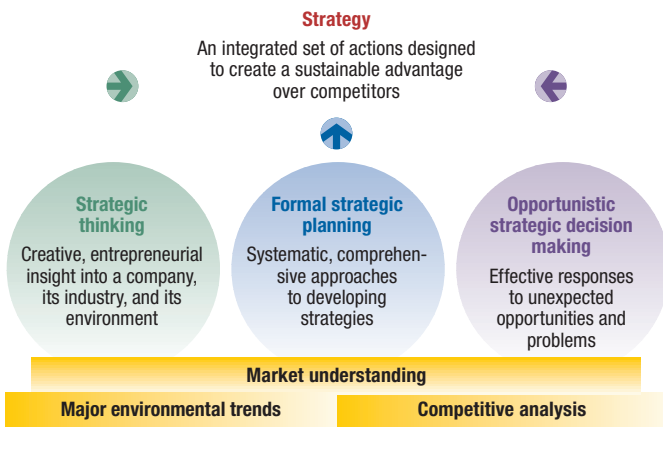 Strategy
An integrated set of actions designed
to create a sustainable advantage
over competitors
Strategic
thinking
Creative, entrepreneurial
insight into a company,
its industry, and its
environment
Formal strategic
planning
Systematic, comprehen-
sive approaches
to developing
strategies
Opportunistic
strategic decision
making
Effective responses
to unexpected
opportunities and
problems
Market understanding
Major environmental trends
Competitive analysis